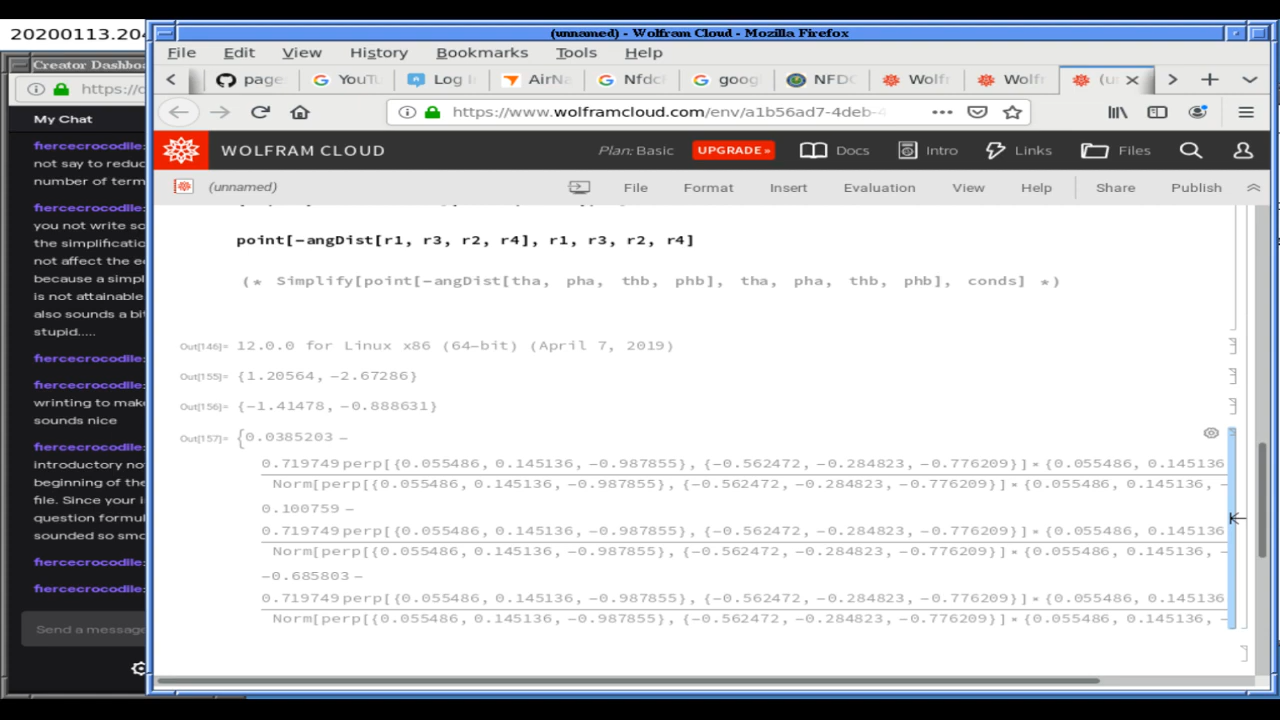 20200113.204
(unnamed) - Wolfram Cloud - Mozilla Firefox
Creator Dashbo
File Edit View History Bookmarks Tools Help
page YouTu Log i AirNa Nfdc goog NFDC Wolfr Wolfr (u
https://
https://www.wolframcloud.com/env/a1b56ad7-4deb-4
My Chat
WOLFRAM CLOUD Plan: Basic UPGRADE » Docs Intro Links Files
(unnamed) File Format Insert Evaluation View Help Share Publish
fiercecrocodile:
not say to redu
number of term
fiercecrocodile:
you not write so
the simplificatio
not affect the e
because a simpl
is not attainable
also sounds a bi
stupid.....
fiercecrocodile:
fiercecrocodile:
wrinting to make
sounds nice
fiercecrocodile:
introductory no
beginning of the
file. Since your i
question formul
sounded so smo
fiercecrocodile:
fiercecrocodile:
Send a message
point[-angDist[r1, r3, r2, r4], r1, r3, r2, r4]
(* Simplify[point[-angDist[tha, pha, thb, phb], tha, pha, thb, phb], conds] *)
Out[146]= 12.0.0 for Linux x86 (64-bit) (April 7, 2019)
Out[155]= {1.20564, -2.67286}
Out[156]= {-1.41478, -0.888631}
Out[157]= {0.0385203 -
0.719749 perp[{0.055486, 0.145136, -0.987855}, {-0.562472, -0.284823, -0.776209}]*{0.055486, 0.145136
Norm[perp[{0.055486, 0.145136, -0.987855}, {-0.562472, -0.284823, -0.776209}]*{0.055486, 0.145136, -
0.100759 -
0.719749 perp[{0.055486, 0.145136, -0.987855}, {-0.562472, -0.284823, -0.776209}]*{0.055486, 0.145136
Norm[perp[{0.055486, 0.145136, -0.987855}, {-0.562472, -0.284823, -0.776209}]*{0.055486, 0.145136, -
-0.685803 -
0.719749 perp[{0.055486, 0.145136, -0.987855}, {-0.562472, -0.284823, -0.776209}]*{0.055486, 0.145136
Norm[perp[{0.055486, 0.145136, -0.987855}, {-0.562472, -0.284823, -0.776209}]*{0.055486, 0.145136, -